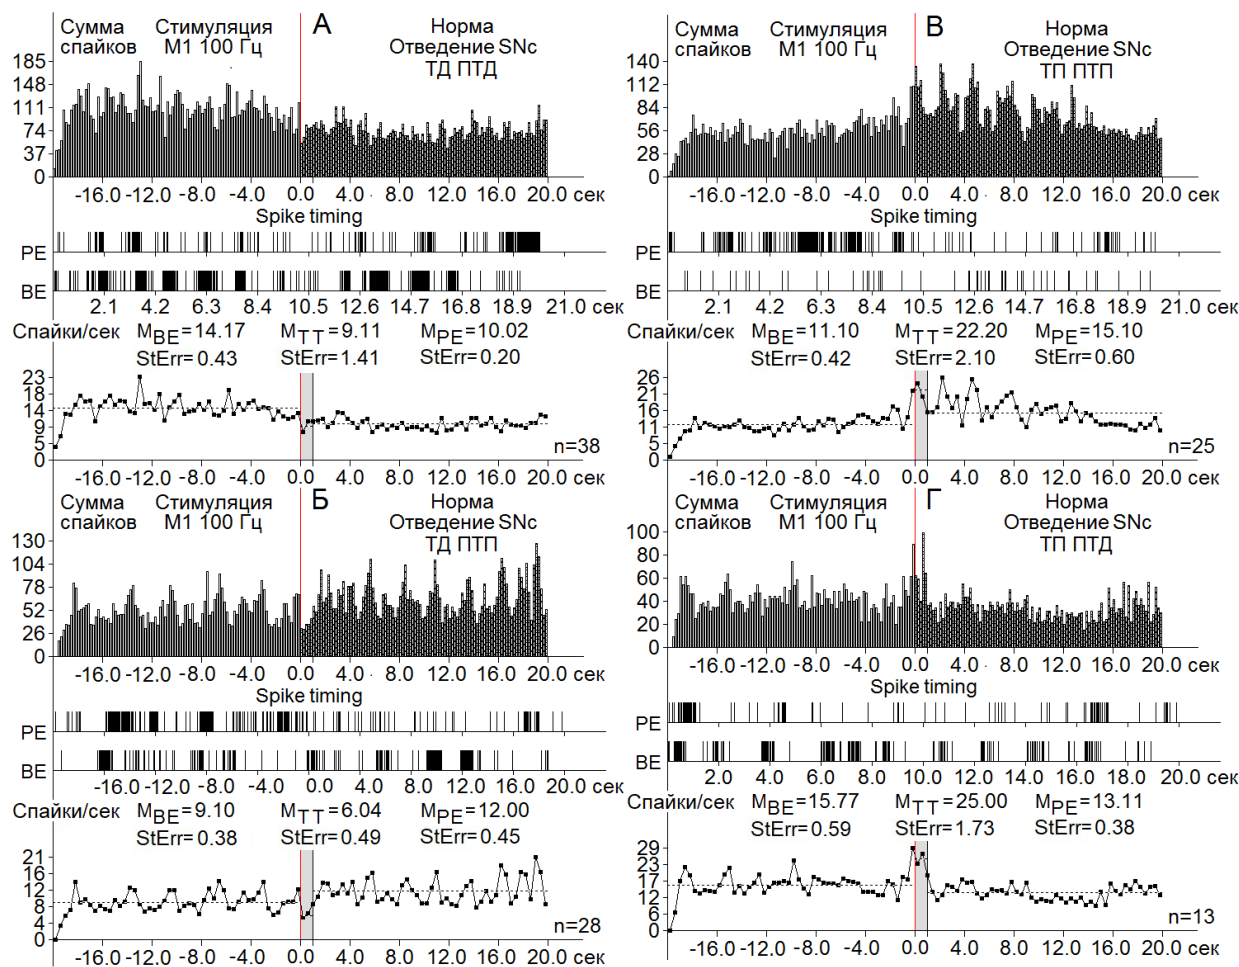 Сумма Стимуляция А Норма
спайков М1 100 Гц Отведение SNc
ТД ПТД
185
148
111
74
37
0
-16.0 -12.0 -8.0 -4.0 0.0 4.0 8.0 12.0 16.0 20.0 сек
Spike timing
PE
BE
2.1 4.2 6.3 8.4 10.5 12.6 14.7 16.8 18.9 21.0 сек
Спайки/сек M BE=14.17 M TT=9.11 M PE=10.02
StErr= 0.43 StErr= 1.41 StErr= 0.20
23
18
14
9
5
0
n=38
-16.0 -12.0 -8.0 -4.0 0.0 4.0 8.0 12.0 16.0 20.0 сек
Сумма Стимуляция Б Норма
спайков М1 100 Гц Отведение SNc
ТД ПТП
130
104
78
52
26
0
-16.0 -12.0 -8.0 -4.0 0.0 4.0 8.0 12.0 16.0 20.0 сек
Spike timing
PE
BE
-16.0 -12.0 -8.0 -4.0 0.0 4.0 8.0 12.0 16.0 20.0 сек
Спайки/сек M BE=9.10 M TT=6.04 M PE=12.00
StErr= 0.38 StErr= 0.49 StErr= 0.45
21
16
12
8
4
0
n=28
-16.0 -12.0 -8.0 -4.0 0.0 4.0 8.0 12.0 16.0 20.0 сек
Сумма Стимуляция В Норма
спайков М1 100 Гц Отведение SNc
ТП ПТП
140
112
84
56
28
0
-16.0 -12.0 -8.0 -4.0 0.0 4.0 8.0 12.0 16.0 20.0 сек
Spike timing
PE
BE
2.1 4.2 6.3 8.4 10.5 12.6 14.7 16.8 18.9 21.0 сек
Спайки/сек M BE=11.10 M TT=22.20 M PE=15.10
StErr= 0.42 StErr= 2.10 StErr= 0.60
26
21
16
11
5
0
n=25
-16.0 -12.0 -8.0 -4.0 0.0 4.0 8.0 12.0 16.0 20.0 сек
Сумма Стимуляция Г Норма
спайков М1 100 Гц Отведение SNc
ТП ПТД
100
80
60
40
20
0
-16.0 -12.0 -8.0 -4.0 0.0 4.0 8.0 12.0 16.0 20.0 сек
Spike timing
PE
BE
2.0 4.0 6.0 8.0 10.0 12.0 14.0 16.0 18.0 20.0 сек
Спайки/сек M BE=15.77 M TT=25.00 M PE=13.11
StErr= 0.59 StErr= 1.73 StErr= 0.38
29
23
17
12
6
0
n=13
-16.0 -12.0 -8.0 -4.0 0.0 4.0 8.0 12.0 16.0 20.0 сек